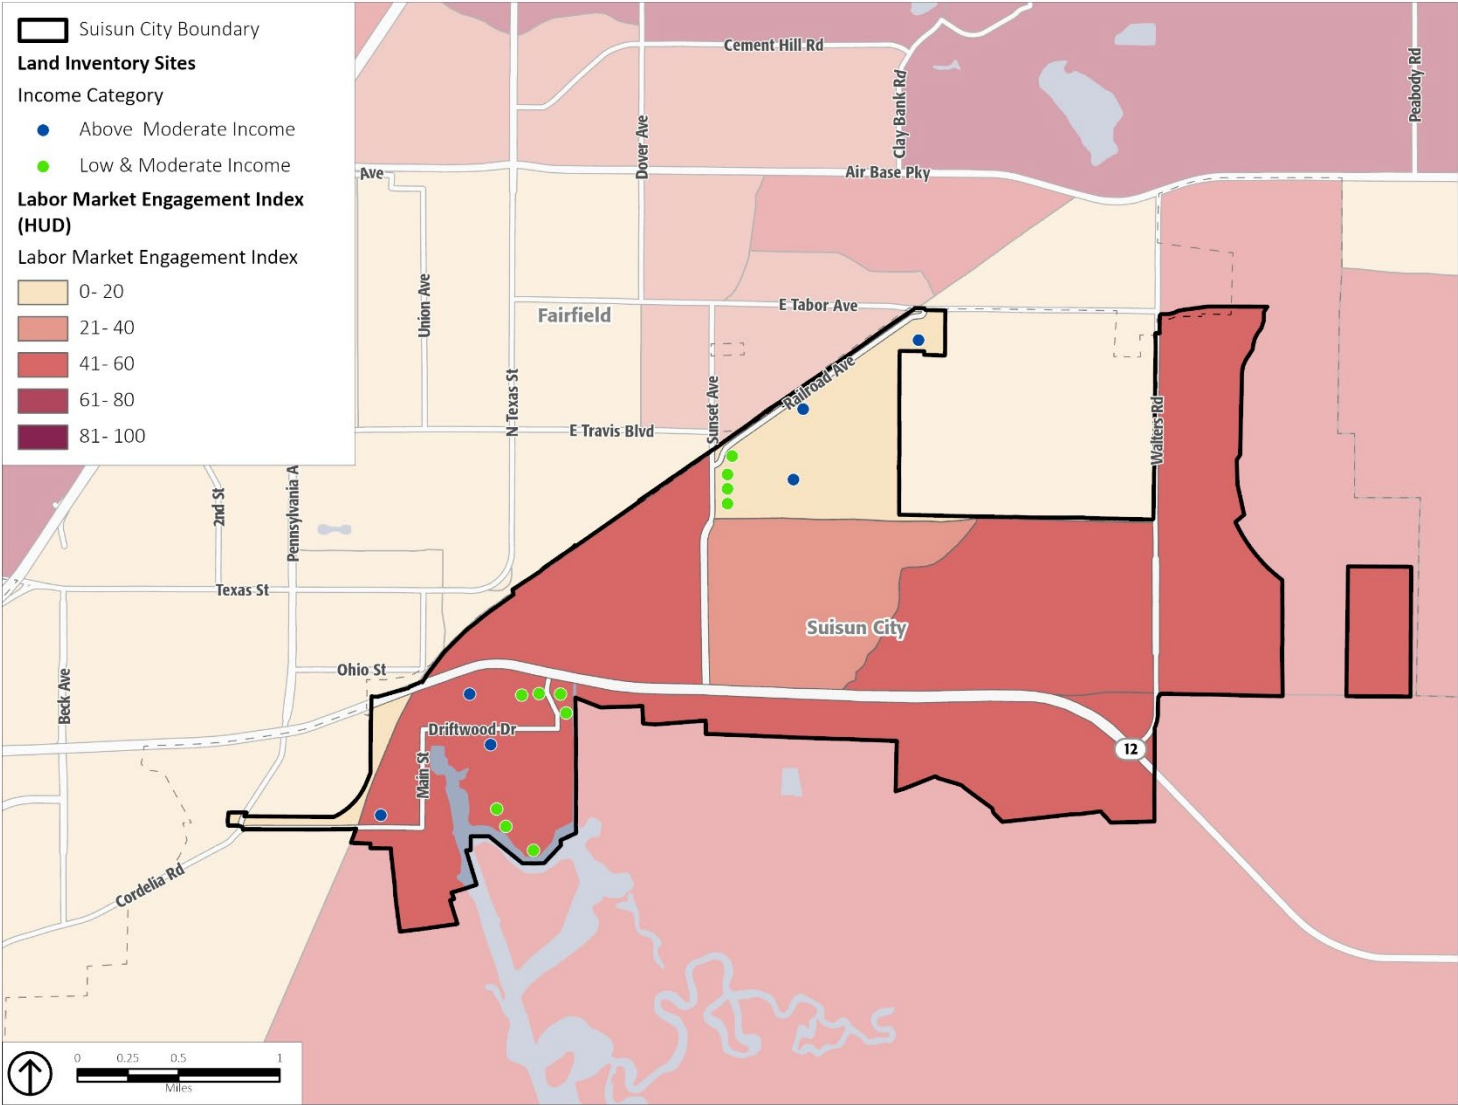 Suisun City Boundary
Land Inventory Sites
Income Category
Above Moderate Income
Low & Moderate Income
Labor Market Engagement Index
(HUD)
Labor Market Engagement Index
0- 20
21- 40
41- 60
61- 80
81- 100
Cement Hill Rd
Clay Bank Rd
Peabody Rd
Dover Ave
Ave
Air Base Pky
Union Ave
N Texas St
Fairfield
E Tabor Ave
Sunset Ave
Railroad Ave
E Travis Blvd
Walters Rd
2nd St
Pennsylvania A
Texas St
Suisun City
Ohio St
Beck Ave
Driftwood Dr
Main St
12
Cordelia Rd
0 0.25 0.5 1
Miles